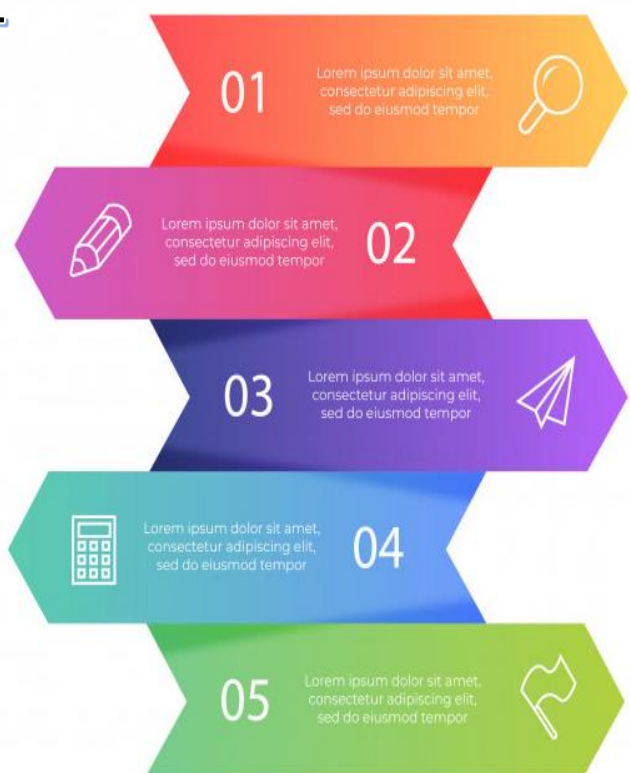 01
Lorem ipsum dolor sit amet,
consectetur adipiscing elit,
sed do eiusmod tempor
Lorem ipsum dolor sit amet,
consectetur adipiscing elit,
sed do eiusmod tempor
02
03
Lorem ipsum dolor sit amet,
consectetur adipiscing elit,
sed do eiusmod tempor
Lorem ipsum dolor sit amet,
consectetur adipiscing elit,
sed do eiusmod tempor
04
05
Lorem ipsum dolor sit amet,
consectetur adipiscing elit,
sed do eiusmod tempor